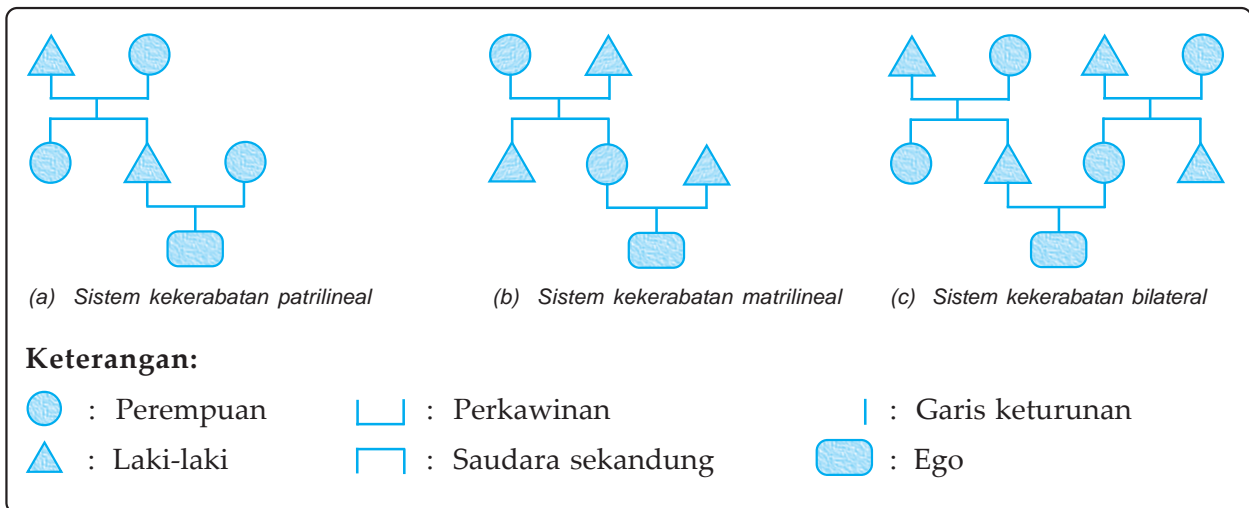 (a) Sistem kekerabatan patrilineal
(b) Sistem kekerabatan matrilineal
(c) Sistem kekerabatan bilateral
Keterangan:
: Perempuan : Perkawinan : Garis keturunan
: Laki-laki : Saudara sekandung : Ego